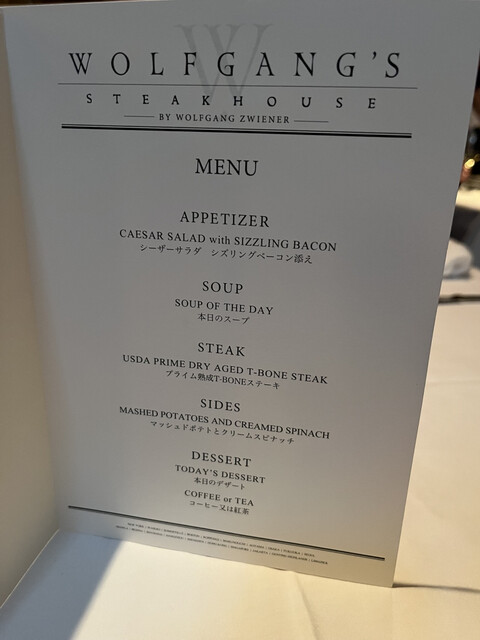 WOLFGANG'S
STEAKHOUSE
BY WOLFGANG ZWIENER
MENU
APPETIZER
CAESAR SALAD with SIZZLING BACON
シーザーサラダ シズリングベーコン添え
SOUP
SOUP OF THE DAY
本日のスープ
STEAK
USDA PRIME DRY AGED T-BONE STEAK
プライム熟成T-BONEステーキ
SIDES
MASHED POTATOES AND CREAMED SPINACH
マッシュドポテトとクリームスピナッチ
DESSERT
TODAY'S DESSERT
本日のデザート
COFFEE or TEA
コーヒー又は紅茶